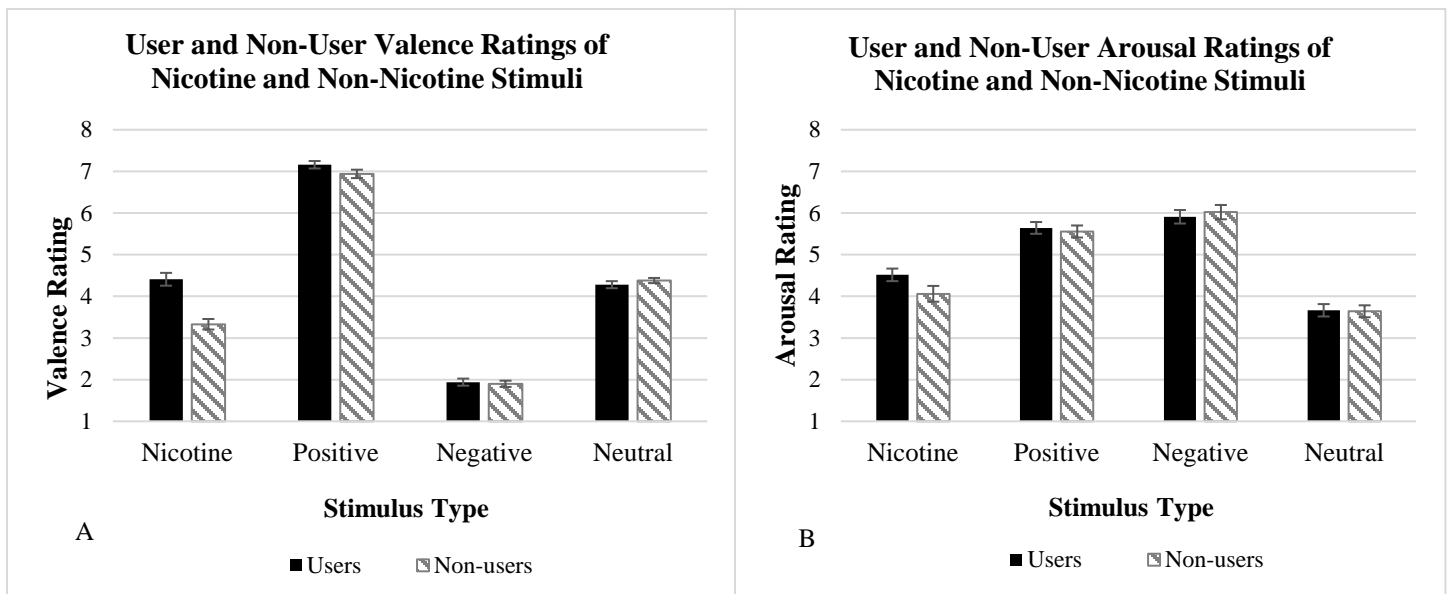 User and Non-User Valence Ratings of
Nicotine and Non-Nicotine Stimuli
Valence Rating
8
7
6
5
4
3
2
1
Nicotine Positive Negative Neutral
Stimulus Type
A
Users Non-users
User and Non-User Arousal Ratings of
Nicotine and Non-Nicotine Stimuli
Arousal Rating
8
7
6
5
4
3
2
1
Nicotine Positive Negative Neutral
Stimulus Type
B
Users Non-users